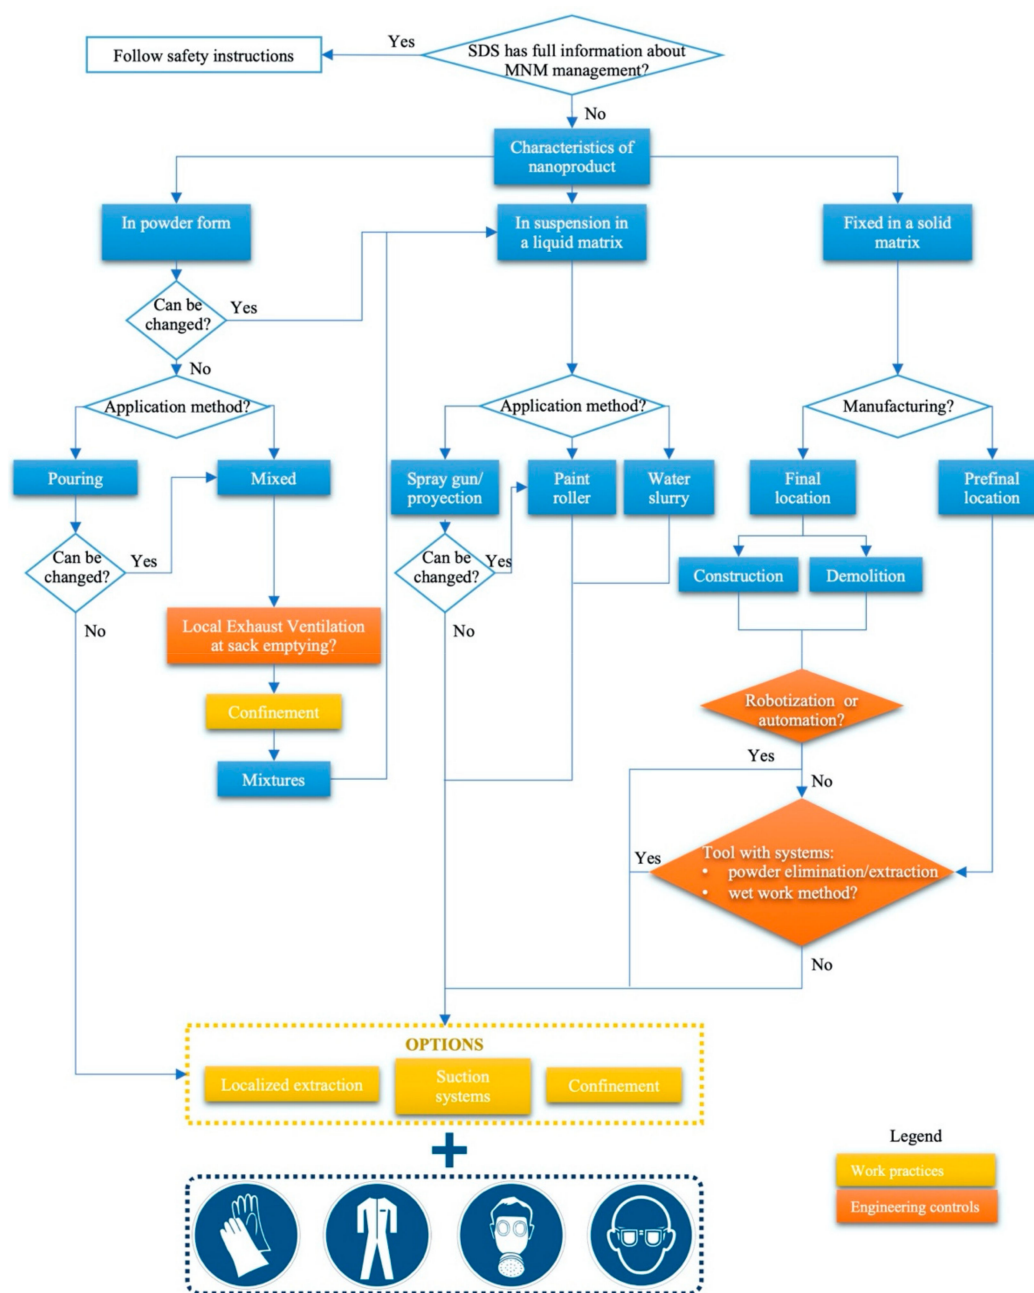 Yes
SDS has full information about
MNM management?
Follow safety instructions
No
Characteristics of
nanoproduct
In powder form
In suspension in
a liquid matrix
Fixed in a solid
matrix
Can be
changed?
Yes
No
Application method?
Application method?
Manufacturing?
Pouring
Mixed
Spray gun/
proyection
Paint
roller
Water
slurry
Final
location
Prefinal
location
Can be
changed?
Yes
Can be
changed?
Yes
Construction
Demolition
No
Local Exhaust Ventilation
at sack emptying?
No
Confinement
Robotization or
automation?
Mixtures
Yes
No
Yes
Tool with systems:
• powder elimination/extraction
• wet work method?
No
OPTIONS
Localized extraction
Suction
systems
Confinement
Legend
Work practices
Engineering controls